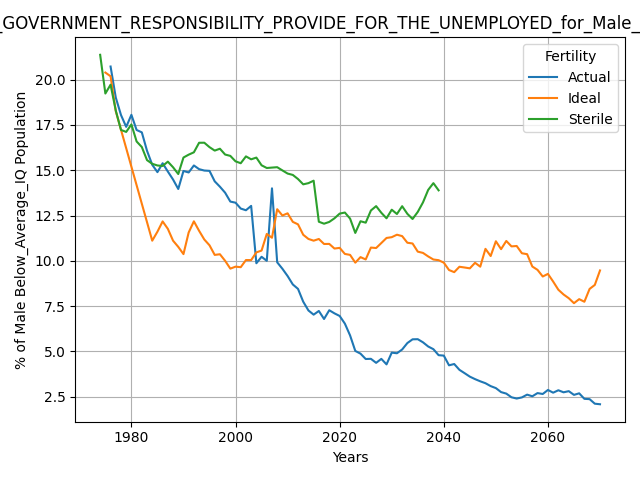 _GOVERNMENT_RESPONSIBILITY_PROVIDE_FOR_THE_UNEMPLOYED_for_Male_
% of Male Below_Average_IQ Population
20.0
17.5
15.0
12.5
10.0
7.5
5.0
2.5
Fertility
Actual
Ideal
Sterile
1980
2000
2020
2040
2060
Years